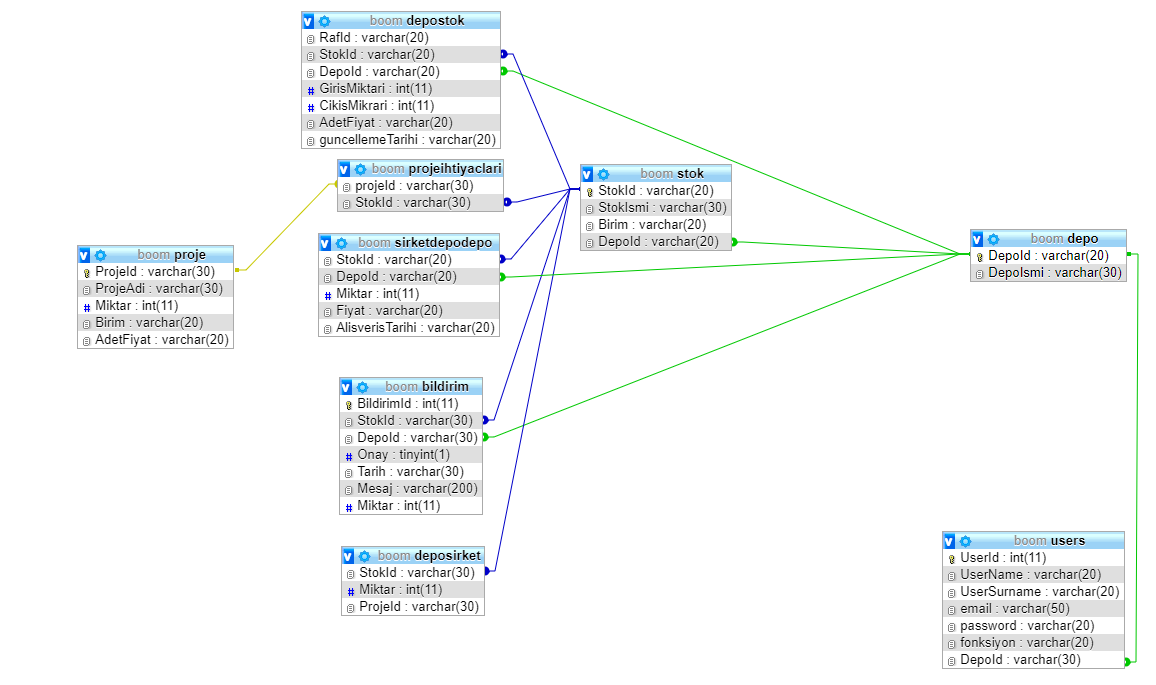 boom depostok
RafId : varchar(20)
StokId : varchar(20)
DepoId : varchar(20)
GirisMiktari : int(11)
CikisMikrari : int(11)
AdetFiyat : varchar(20)
guncellemeTarihi : varchar(20)
boom projeihtiyaclari
projeId : varchar(30)
StokId : varchar(30)
boom stok
StokId : varchar(20)
StokIsmi : varchar(30)
Birim : varchar(20)
DepoId : varchar(20)
boom sirketdepodepo
StokId : varchar(20)
DepoId : varchar(20)
Miktar : int(11)
Fiyat : varchar(20)
AlisverisTarihi : varchar(20)
boom depo
DepoId : varchar(20)
DepoIsmi : varchar(30)
boom proje
ProjeId : varchar(30)
ProjeAdi : varchar(30)
Miktar : int(11)
Birim : varchar(20)
AdetFiyat : varchar(20)
boom bildirim
BildirimId : int(11)
StokId : varchar(30)
DepoId : varchar(30)
Onay : tinyint(1)
Tarih : varchar(30)
Mesaj : varchar(200)
Miktar : int(11)
boom deposirket
StokId : varchar(30)
Miktar : int(11)
ProjeId : varchar(30)
boom users
UserId : int(11)
UserName : varchar(20)
UserSurname : varchar(20)
email : varchar(50)
password : varchar(20)
fonksiyon : varchar(20)
DepoId : varchar(30)